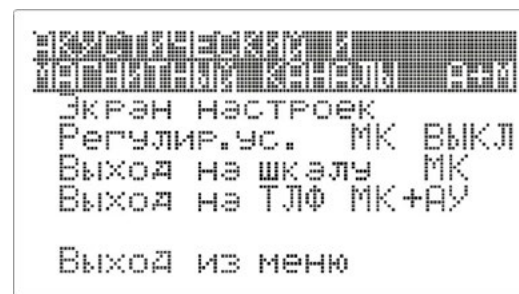 АКУСТИЧЕСКИЙ И
МАГНИТНЫЙ КАНАЛЫ А+М
Экран настроек
Регулир.ус. МК ВЫКЛ
Выход на шкалу МК
Выход на ТЛФ МК+АУ
Выход из меню